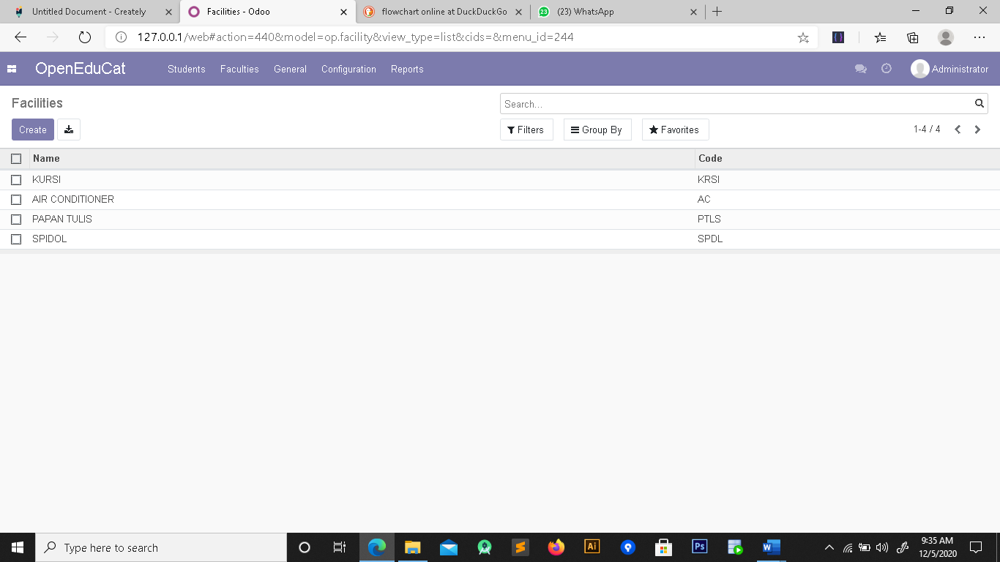 Untitled Document - Creately
Facilities - Odoo
flowchart online at DuckDuckGo
23
(23) WhatsApp
127.0.0.1/web#action=440&model=op.facility&view_type=list&cids=&menu_id=244
OpenEduCat
Students
Faculties
General
Configuration
Reports
Administrator
Facilities
Search...
Create
Filters
Group By
Favorites
1-4 / 4
Name
Code
KURSI
KRSI
AIR CONDITIONER
AC
PAPAN TULIS
PTLS
SPIDOL
SPDL
Type here to search
Ai
Ps
W
9:35 AM
12/5/2020